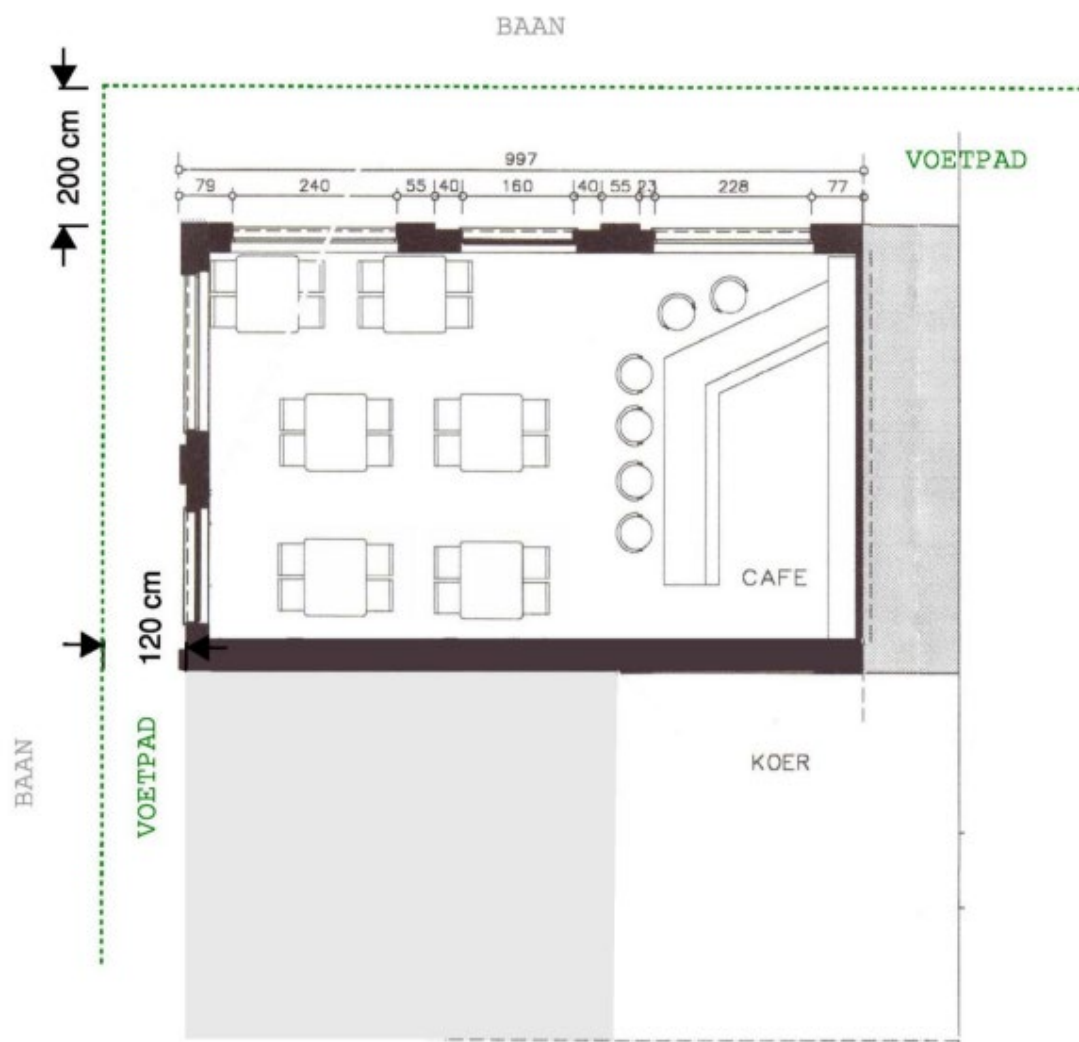 BAAN
200 cm
VOETPAD
997
79 240 55 40 160 40 55 23 228 77
CAFE
120 cm
KOER
VOETPAD
BAAN